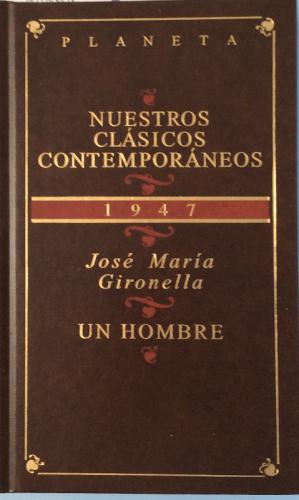 PLANETA
NUESTROS
CLÁSICOS
CONTEMPORÁNEOS
1947
José María
Gironella
UN HOMBRE